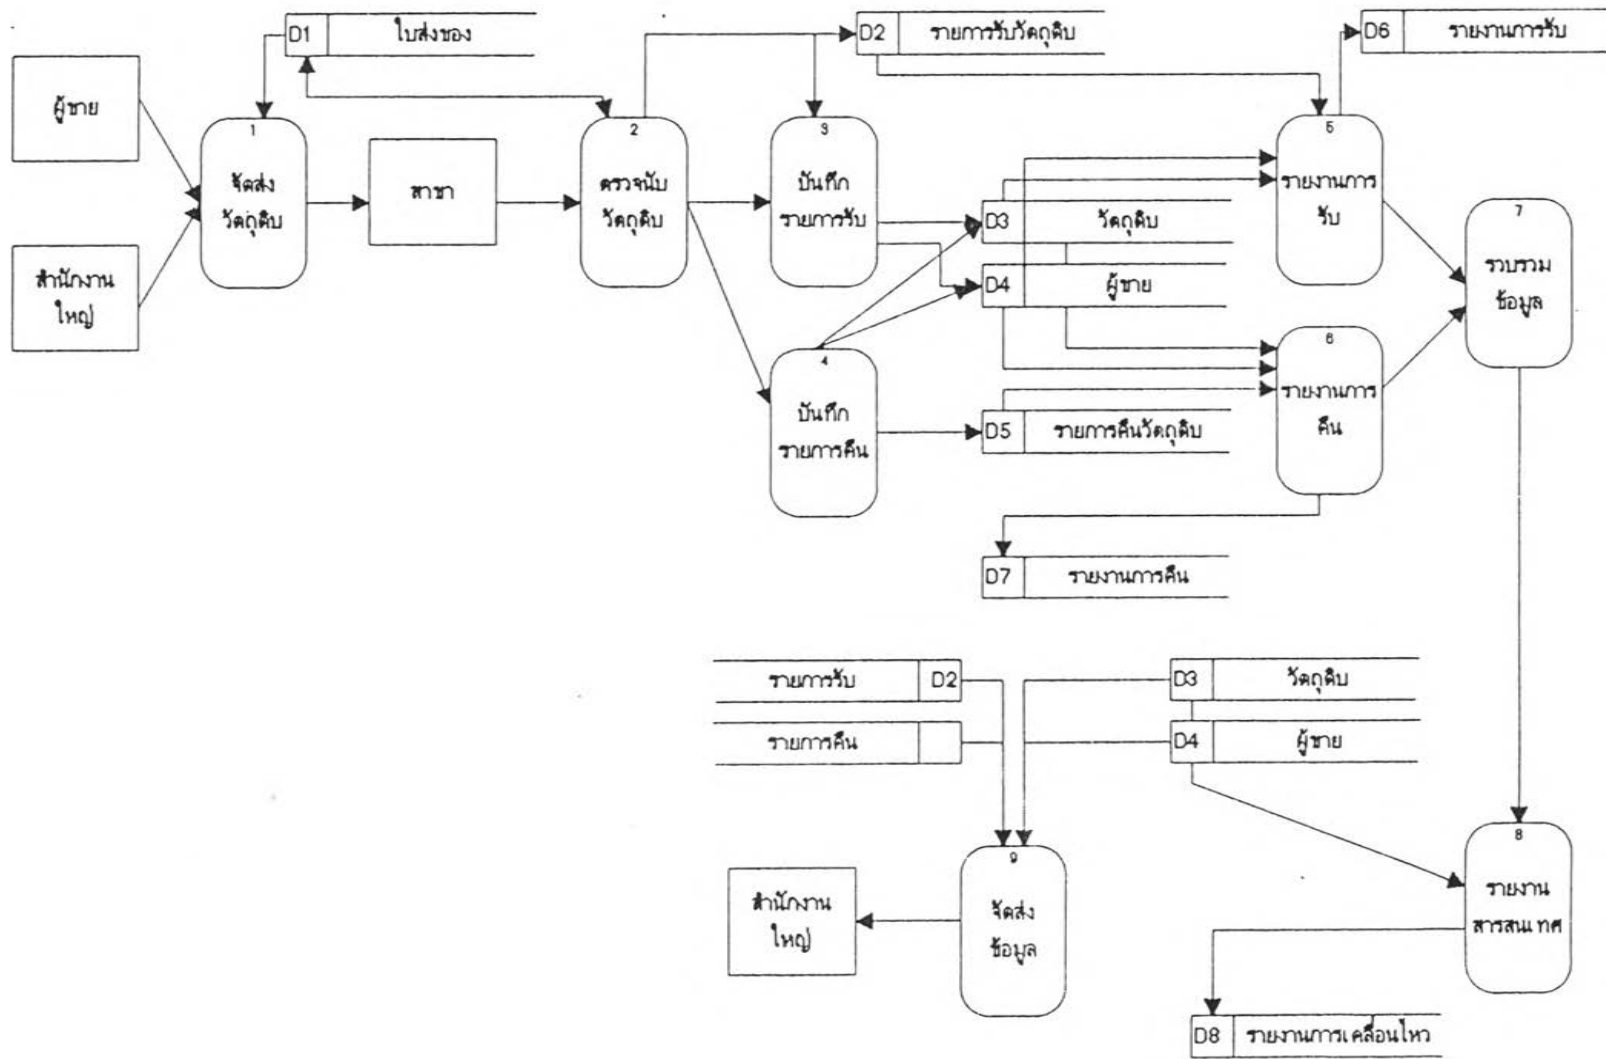 D1 ใบส่งของ
D2 รายการรับวัตถุดิบ
D6 รายงานการรับ
ผู้ขาย
สำนักงาน
ใหญ่
1
จัดส่ง
วัตถุดิบ
สาขา
2
ตรวจนับ
วัตถุดิบ
3
บันทึก
รายการรับ
4
บันทึก
รายการคืน
D3 วัตถุดิบ
D4 ผู้ขาย
D5 รายการคืนวัตถุดิบ
5
รายงานการ
รับ
6
รายงานการ
คืน
7
รวบรวม
ข้อมูล
D7 รายงานการคืน
รายการรับ D2
รายการคืน
D3 วัตถุดิบ
D4 ผู้ขาย
สำนักงาน
ใหญ่
9
จัดส่ง
ข้อมูล
8
รายงาน
สารสนเทศ
D8 รายงานการเคลื่อนไหว